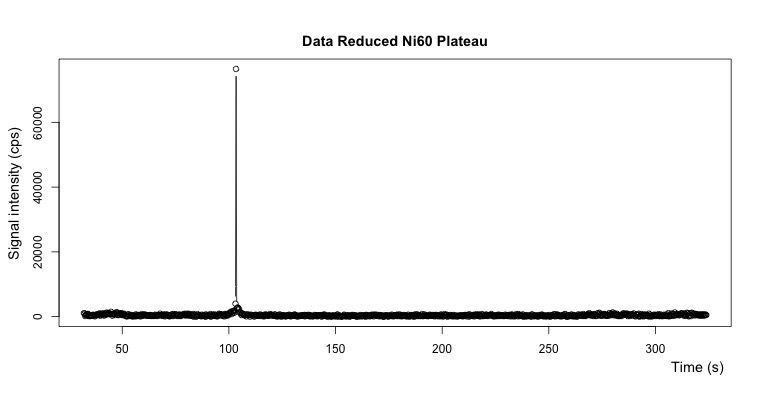 Data Reduced Ni60 Plateau
Signal intensity (cps)
60000
40000
20000
0
50 100 150 200 250 300
Time (s)